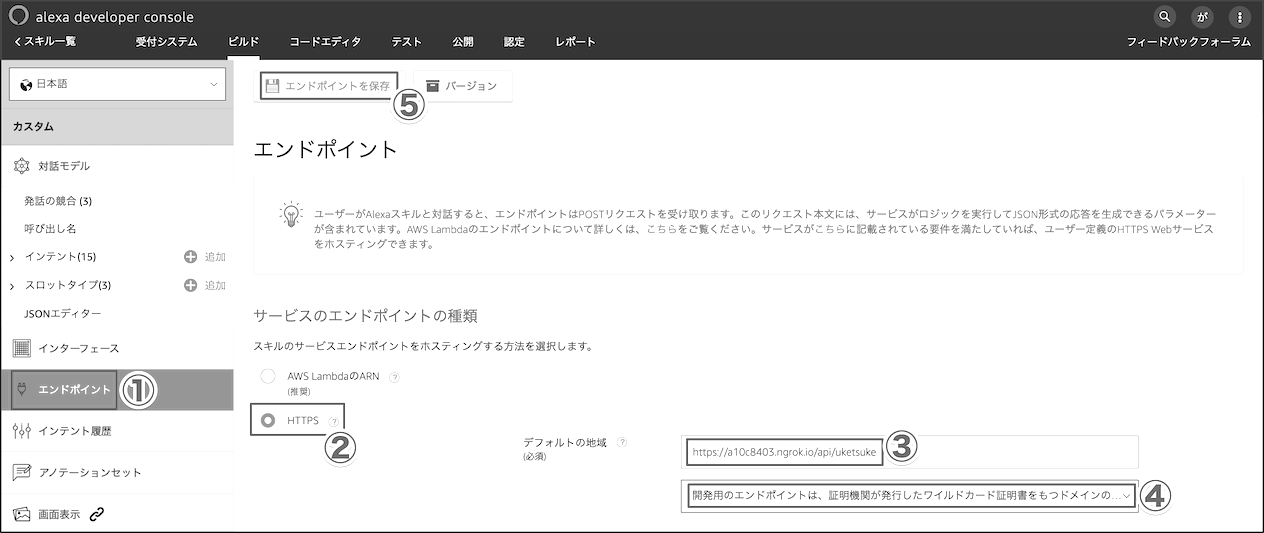 alexa developer console
が
スキル一覧 受付システム ビルド コードエディタ テスト 公開 認定 レポート フィードバックフォーラム
日本語
エンドポイントを保存 バージョン
⑤
カスタム
エンドポイント
対話モデル
発話の競合 (3)
呼び出し名
インテント(15) 追加
スロットタイプ(3) 追加
JSONエディター
インターフェース
エンドポイント ①
インテント履歴
アノテーションセット
画面表示
ユーザーがAlexaスキルと対話すると、エンドポイントはPOSTリクエストを受け取ります。このリクエスト本文には、サービスがロジックを実行してJSON形式の応答を生成できるパラメーター
が含まれています。AWS Lambdaのエンドポイントについて詳しくは、こちらをご覧ください。サービスがこちらに記載されている要件を満たしていれば、ユーザー定義のHTTPS Webサービス
をホスティングできます。
サービスのエンドポイントの種類
スキルのサービスエンドポイントをホスティングする方法を選択します。
AWS LambdaのARN ?
(推奨)
HTTPS ?
②
デフォルトの地域 ?
(必須)
https://a10c8403.ngrok.io/api/uketsuke ③
開発用のエンドポイントは、証明機関が発行したワイルドカード証明書をもつドメインの... ④